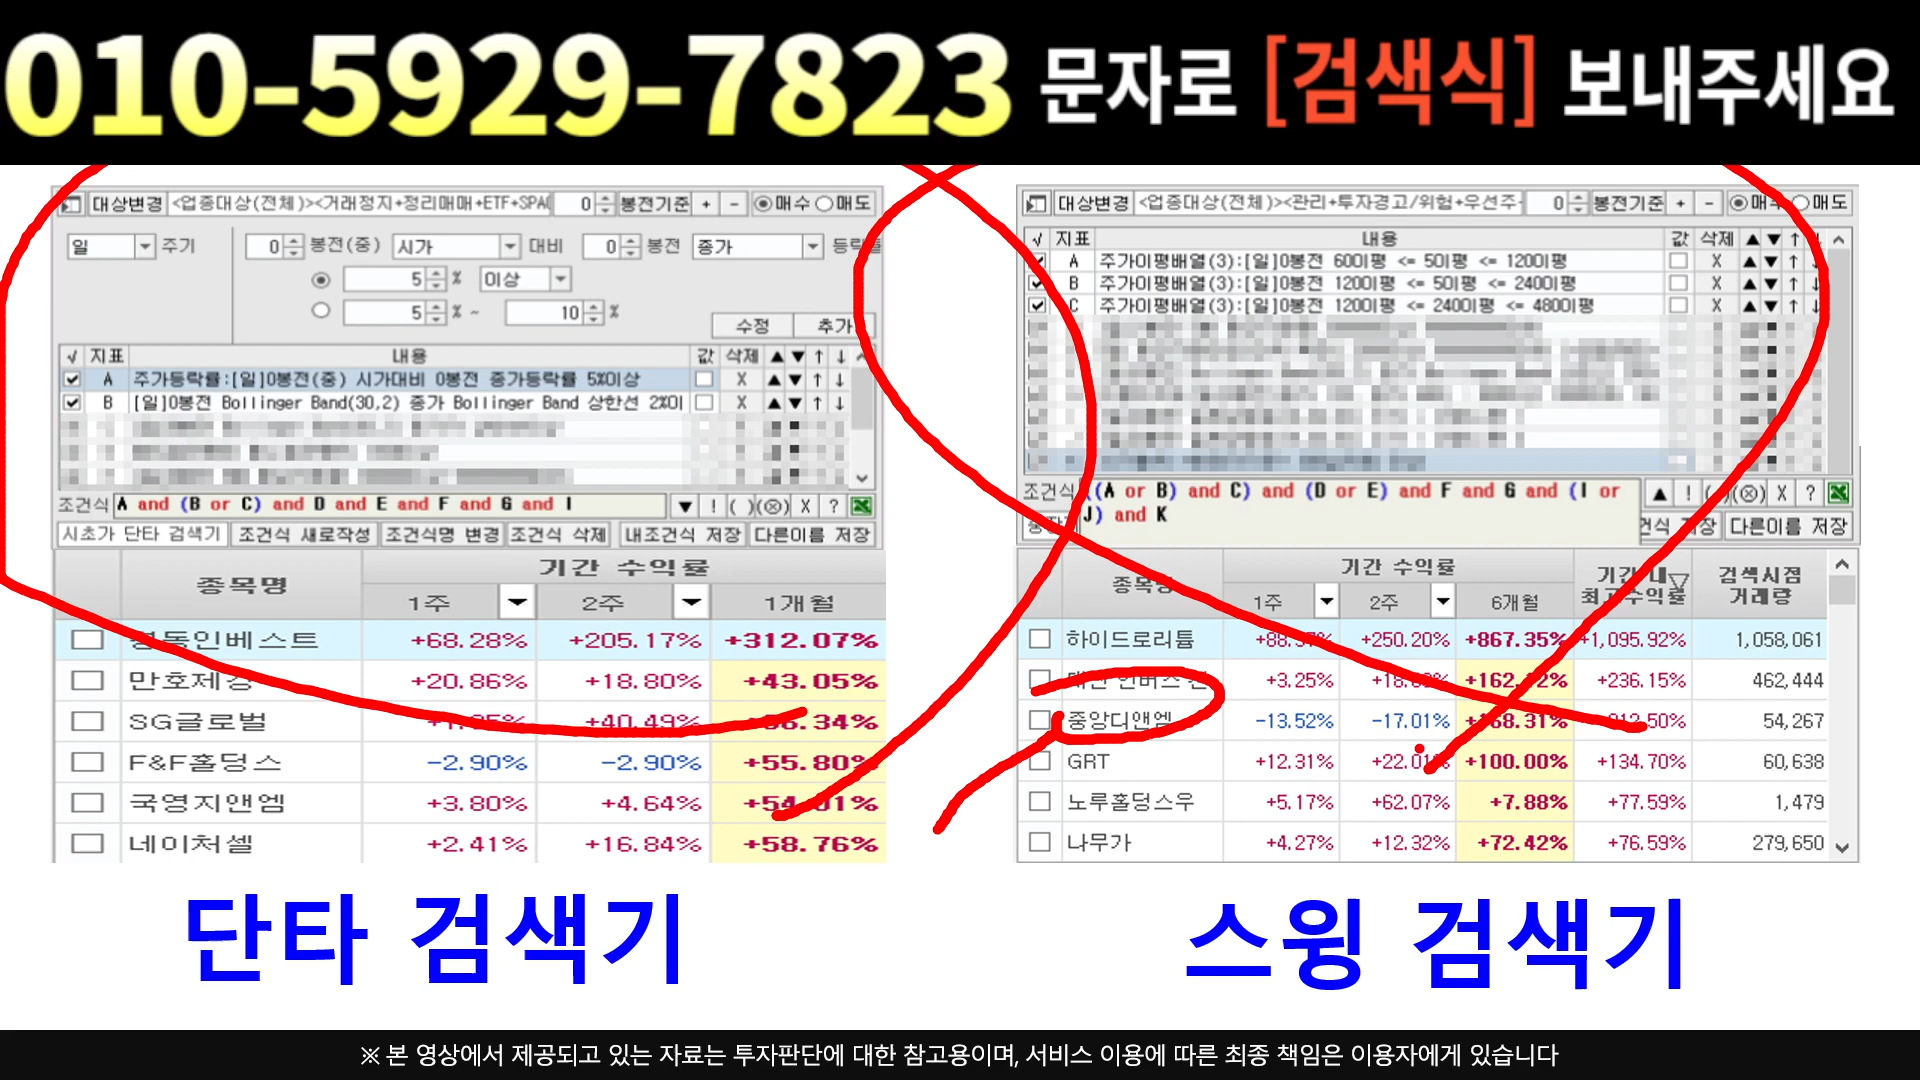 010-5929-7823 문자로 [검색식] 보내주세요
대상변경 <업종대상(전체)><거래정지+정리매매+ETF+SPAC 0 봉전기준 + - 매수 매도
일 주기 0 봉전(중) 시가 대비 0 봉전 종가
5 % 이상
5 % ~ 10 %
수정 추가
√ 지표 내용 값 삭제 ▲ ▼ ↑ ↓
A 주가등락률:[일]0봉전(중) 시가대비 0봉전 종가등락률 5%이상 X ▲ ▼ ↑ ↓
B [일]0봉전 Bollinger Band(30,2) 종가 Bollinger Band 상한선 2%이 X ▲ ▼ ↑ ↓
조건식 A and (B or C) and D and E and F and G and I ▼ ! ( ) (⊗) X ?
시초가 단타 검색기 조건식 새로작성 조건식명 변경 조건식 삭제 내조건식 저장 다른이름 저장
종목명 기간 수익률
1주 2주 1개월
+68.28% +205.17% +312.07%
만호제강 +20.86% +18.80% +43.05%
SG글로벌 +40.49%
F&F홀딩스 -2.90% -2.90% +55.80%
국영지앤엠 +3.80% +4.64%
네이처셀 +2.41% +16.84% +58.76%
단타 검색기
대상변경 <업종대상(전체)><관리+투자경고/위험+우선주+ 0 봉전기준 + - 매수 매도
√ 지표 내용 값 삭제 ▲ ▼ ↑ ↓
A 주가이평배열(3):[일]0봉전 60이평 <= 5이평 <= 120이평 X ▲ ▼ ↑ ↓
B 주가이평배열(3):[일]0봉전 120이평 <= 5이평 <= 240이평 X ▲ ▼ ↑ ↓
C 주가이평배열(3):[일]0봉전 120이평 <= 240이평 <= 480이평 X ▲ ▼ ↑ ↓
조건식 ((A or B) and C) and (D or E) and F and G and (I or ▲ ! ( ) (⊗) X ?
J) and K
저장 다른이름 저장
종목명 기간 수익률 기간 내 최고수익률 검색시점 거래량
1주 2주 6개월
하이드로리튬 +250.20% +867.35% +1,095.92% 1,058,061
+3.25% +236.15% 462,444
중앙디앤엠 -13.52% -17.01% 54,267
GRT +12.31% +100.00% +134.70% 60,638
노루홀딩스우 +5.17% +62.07% +7.88% +77.59% 1,479
나무가 +4.27% +12.32% +72.42% +76.59% 279,650
스윙 검색기
※ 본 영상에서 제공되고 있는 자료는 투자판단에 대한 참고용이며, 서비스 이용에 따른 최종 책임은 이용자에게 있습니다